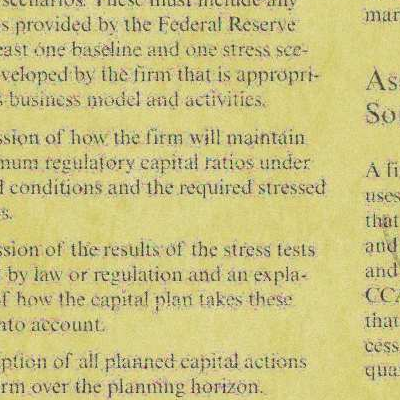 scenarios. These must include any
s provided by the Federal Reserve
east one baseline and one stress sce-
veloped by the firm that is appropri-
s business model and activities.
ssion of how the firm will maintain
mum regulatory capital ratios under
d conditions and the required stressed
s.
ssion of the results of the stress tests
by law or regulation and an expla-
of how the capital plan takes these
nto account.
ption of all planned capital actions
rm over the planning horizon.
mar
As
So
A fi
uses
that
and
and
CCA
that
cess
qua